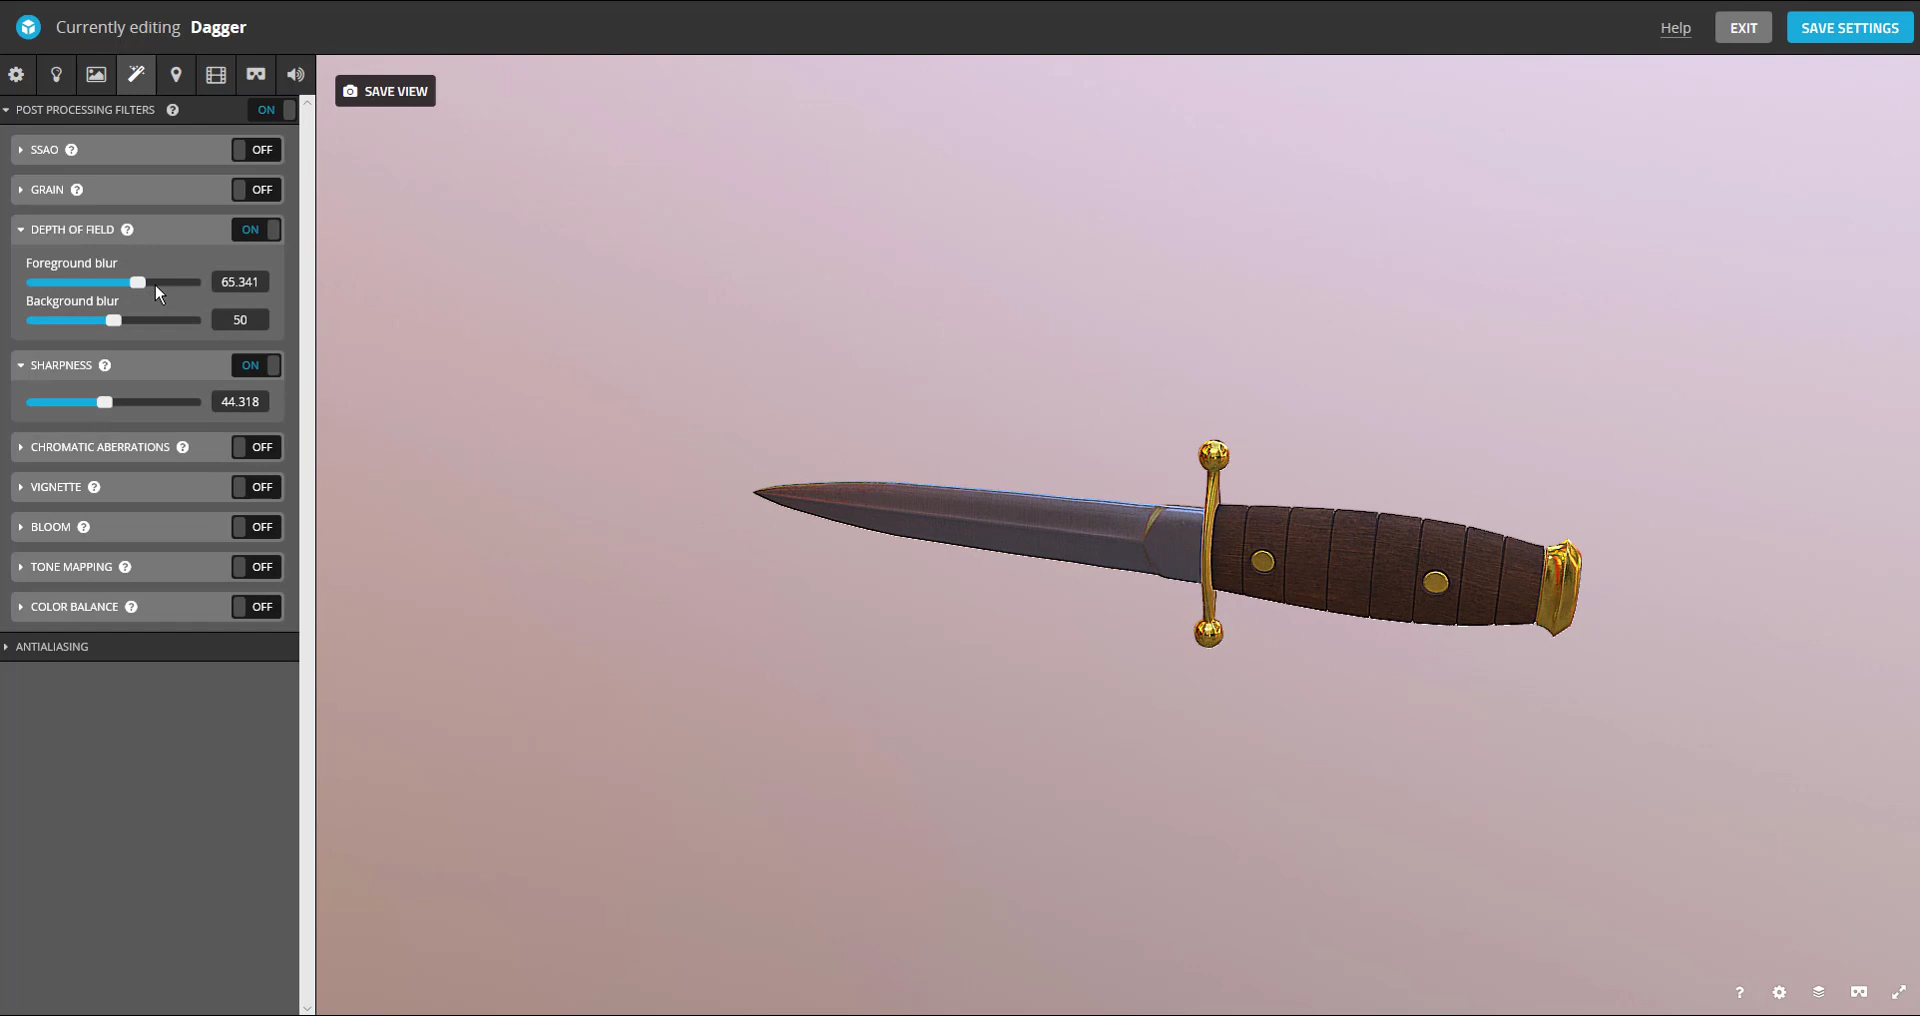 Currently editing Dagger
Help
EXIT
SAVE SETTINGS
SAVE VIEW
POST PROCESSING FILTERS ? ON
SSAO ? OFF
GRAIN ? OFF
DEPTH OF FIELD ? ON
Foreground blur
65.341
Background blur
50
SHARPNESS ? ON
44.318
CHROMATIC ABERRATIONS ? OFF
VIGNETTE ? OFF
BLOOM ? OFF
TONE MAPPING ? OFF
COLOR BALANCE ? OFF
ANTIALIASING
?